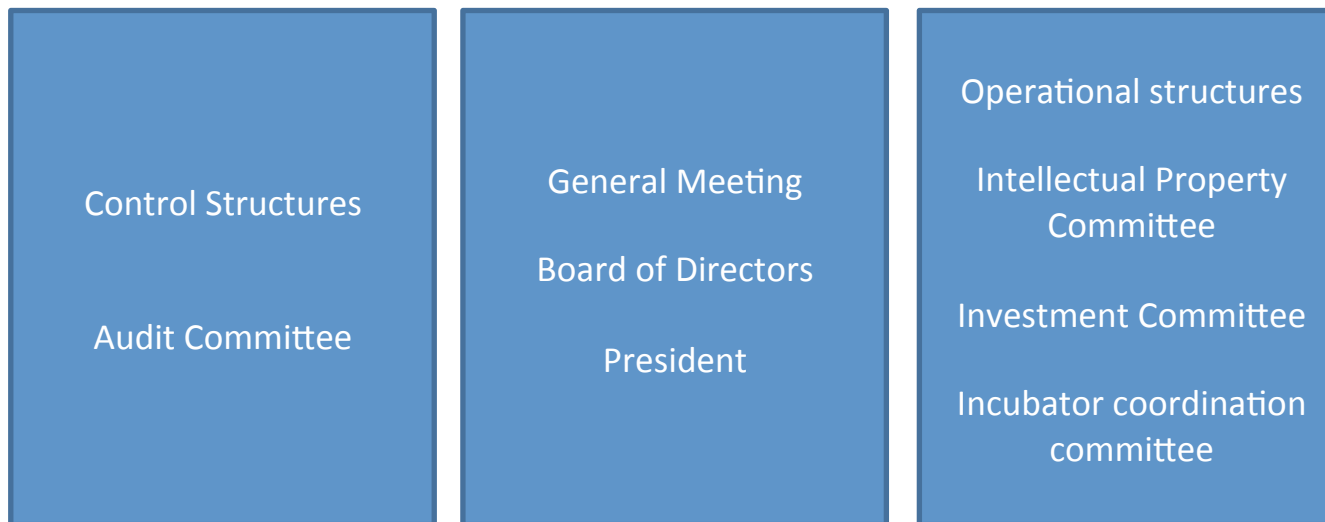 Control Structures
Audit Committee
General Meeting
Board of Directors
President
Operational structures
Intellectual Property
Committee
Investment Committee
Incubator coordination
committee